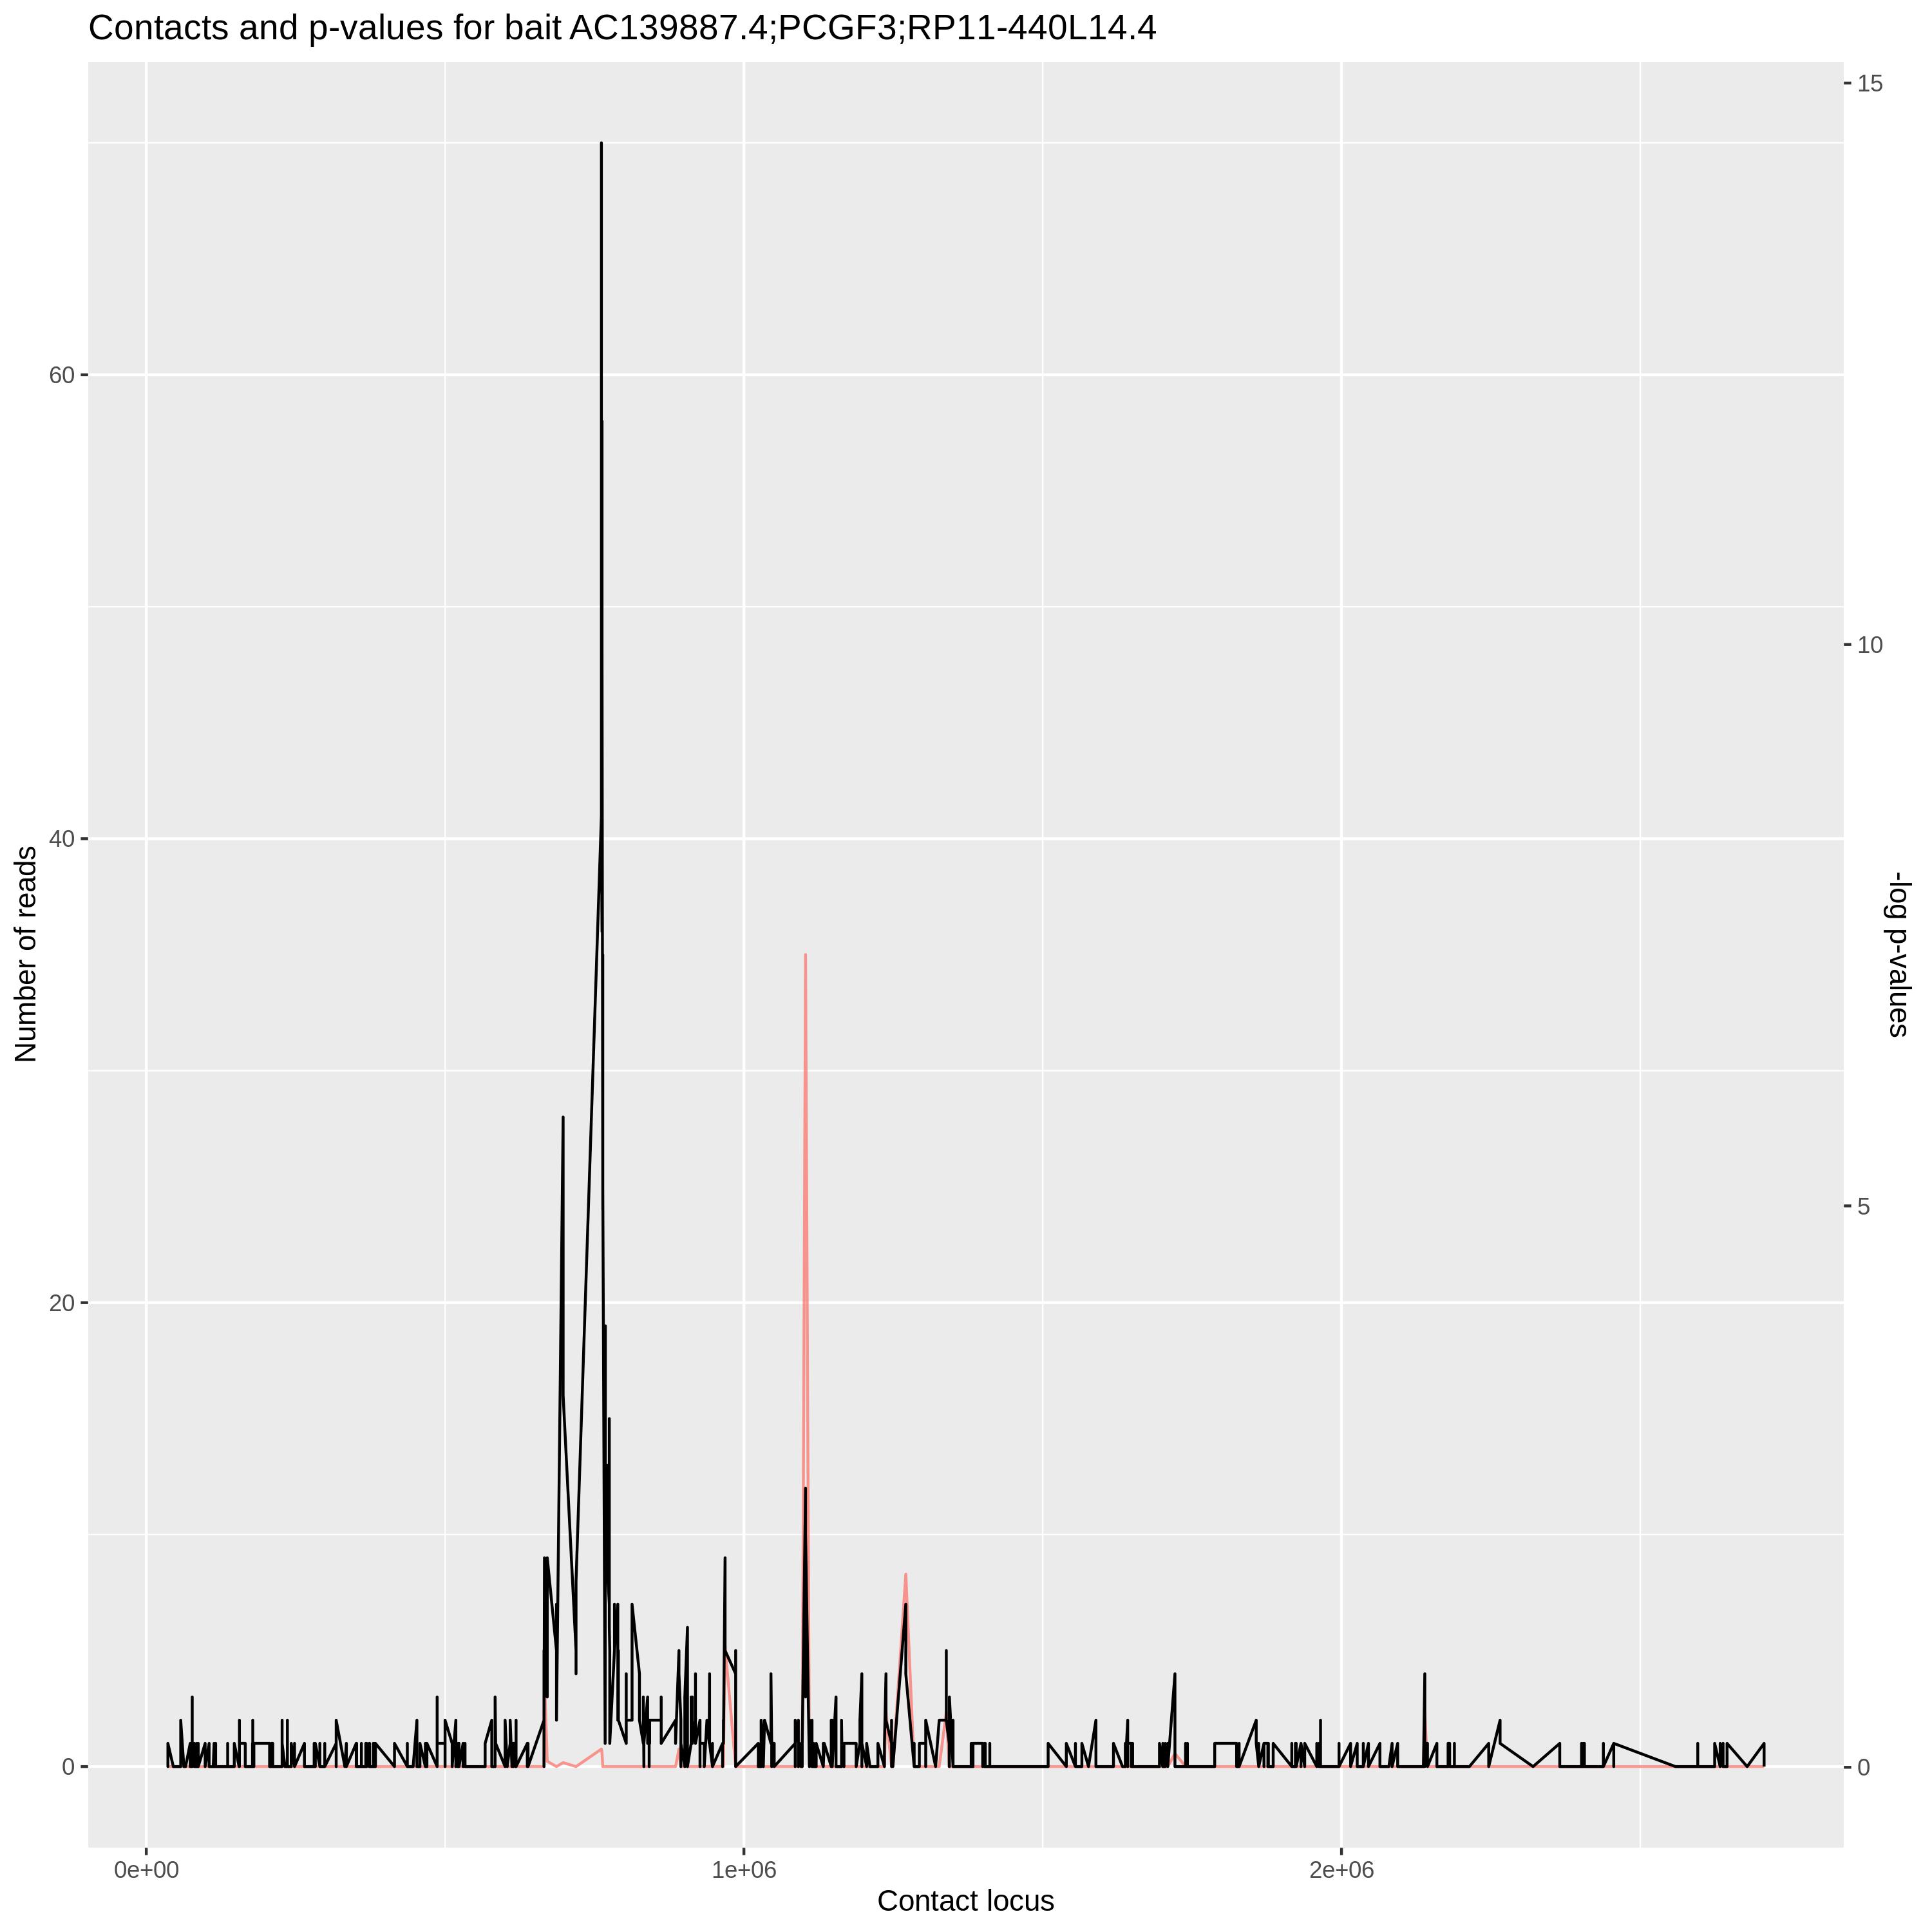 Contacts and p-values for bait AC139887.4;PCGF3;RP11-440L14.4
15
60
10
40
Number of reads
-log p-values
5
20
0
0
0e+00
1e+06
2e+06
Contact locus